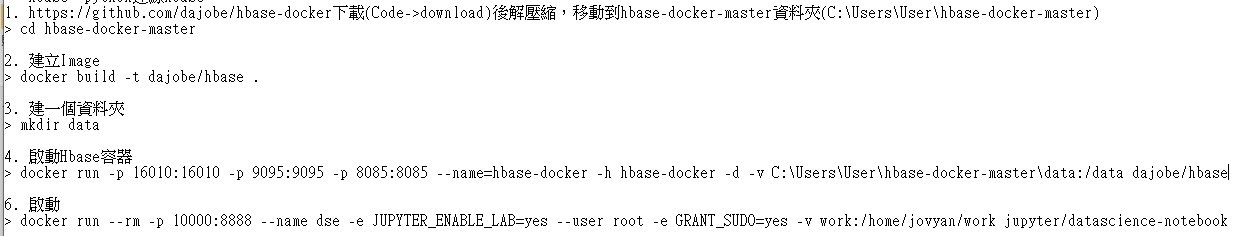 1. https://github.com/dajobe/hbase-docker下載(Code->download)後解壓縮，移動到hbase-docker-master資料夾(C:\Users\User\hbase-docker-master)
> cd hbase-docker-master
2. 建立Image
> docker build -t dajobe/hbase .
3. 建一個資料夾
> mkdir data
4. 啟動Hbase容器
> docker run -p 16010:16010 -p 9095:9095 -p 8085:8085 --name=hbase-docker -h hbase-docker -d -v C:\Users\User\hbase-docker-master\data:/data dajobe/hbase
6. 啟動
> docker run --rm -p 10000:8888 --name dse -e JUPYTER_ENABLE_LAB=yes --user root -e GRANT_SUDO=yes -v work:/home/jovyan/work jupyter/datascience-notebook